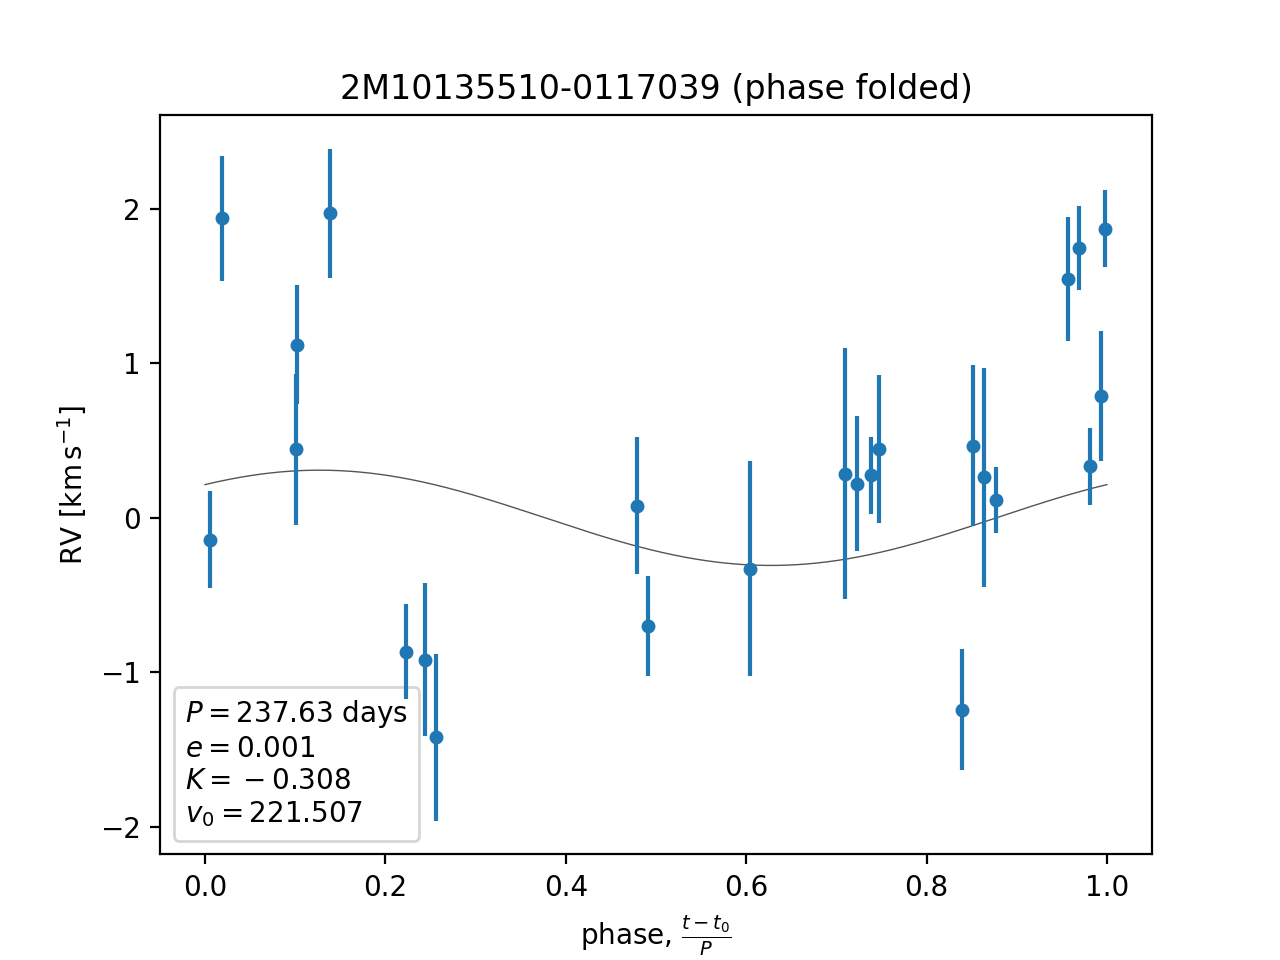 2M10135510-0117039 (phase folded)
RV [km s⁻¹]
2
1
0
−1
−2
P = 237.63 days
e = 0.001
K = −0.308
v₀ = 221.507
0.0 0.2 0.4 0.6 0.8 1.0
phase, (t − t₀)/P